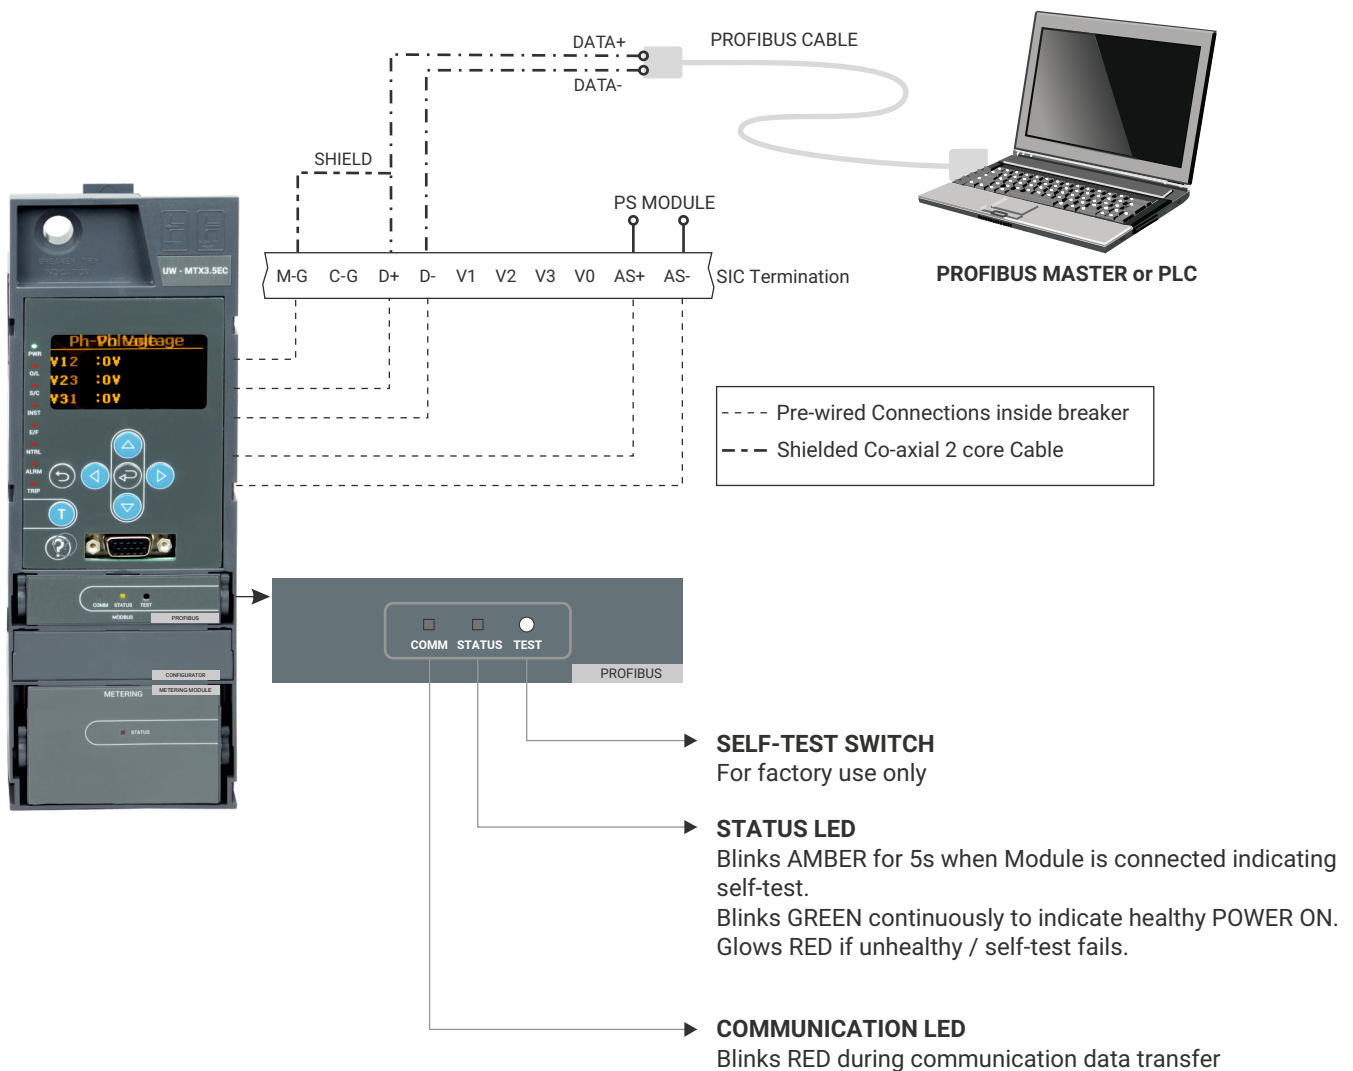 DATA+
PROFIBUS CABLE
DATA-
SHIELD
PS MODULE
UW - MTX3.5EC
M-G C-G D+ D- V1 V2 V3 V0 AS+ AS- SIC Termination
PROFIBUS MASTER or PLC
PWR
V12 :0V
O/L
V23 :0V
S/C
V31 :0V
INST
E/F
NTRL
ALRM
TRIP
T
?
- - - - Pre-wired Connections inside breaker
Shielded Co-axial 2 core Cable
COMM STATUS TEST
MODBUS PROFIBUS
CONFIGURATOR
METERING METERING MODULE
STATUS
COMM STATUS TEST
PROFIBUS
SELF-TEST SWITCH
For factory use only
STATUS LED
Blinks AMBER for 5s when Module is connected indicating
self-test.
Blinks GREEN continuously to indicate healthy POWER ON.
Glows RED if unhealthy / self-test fails.
COMMUNICATION LED
Blinks RED during communication data transfer